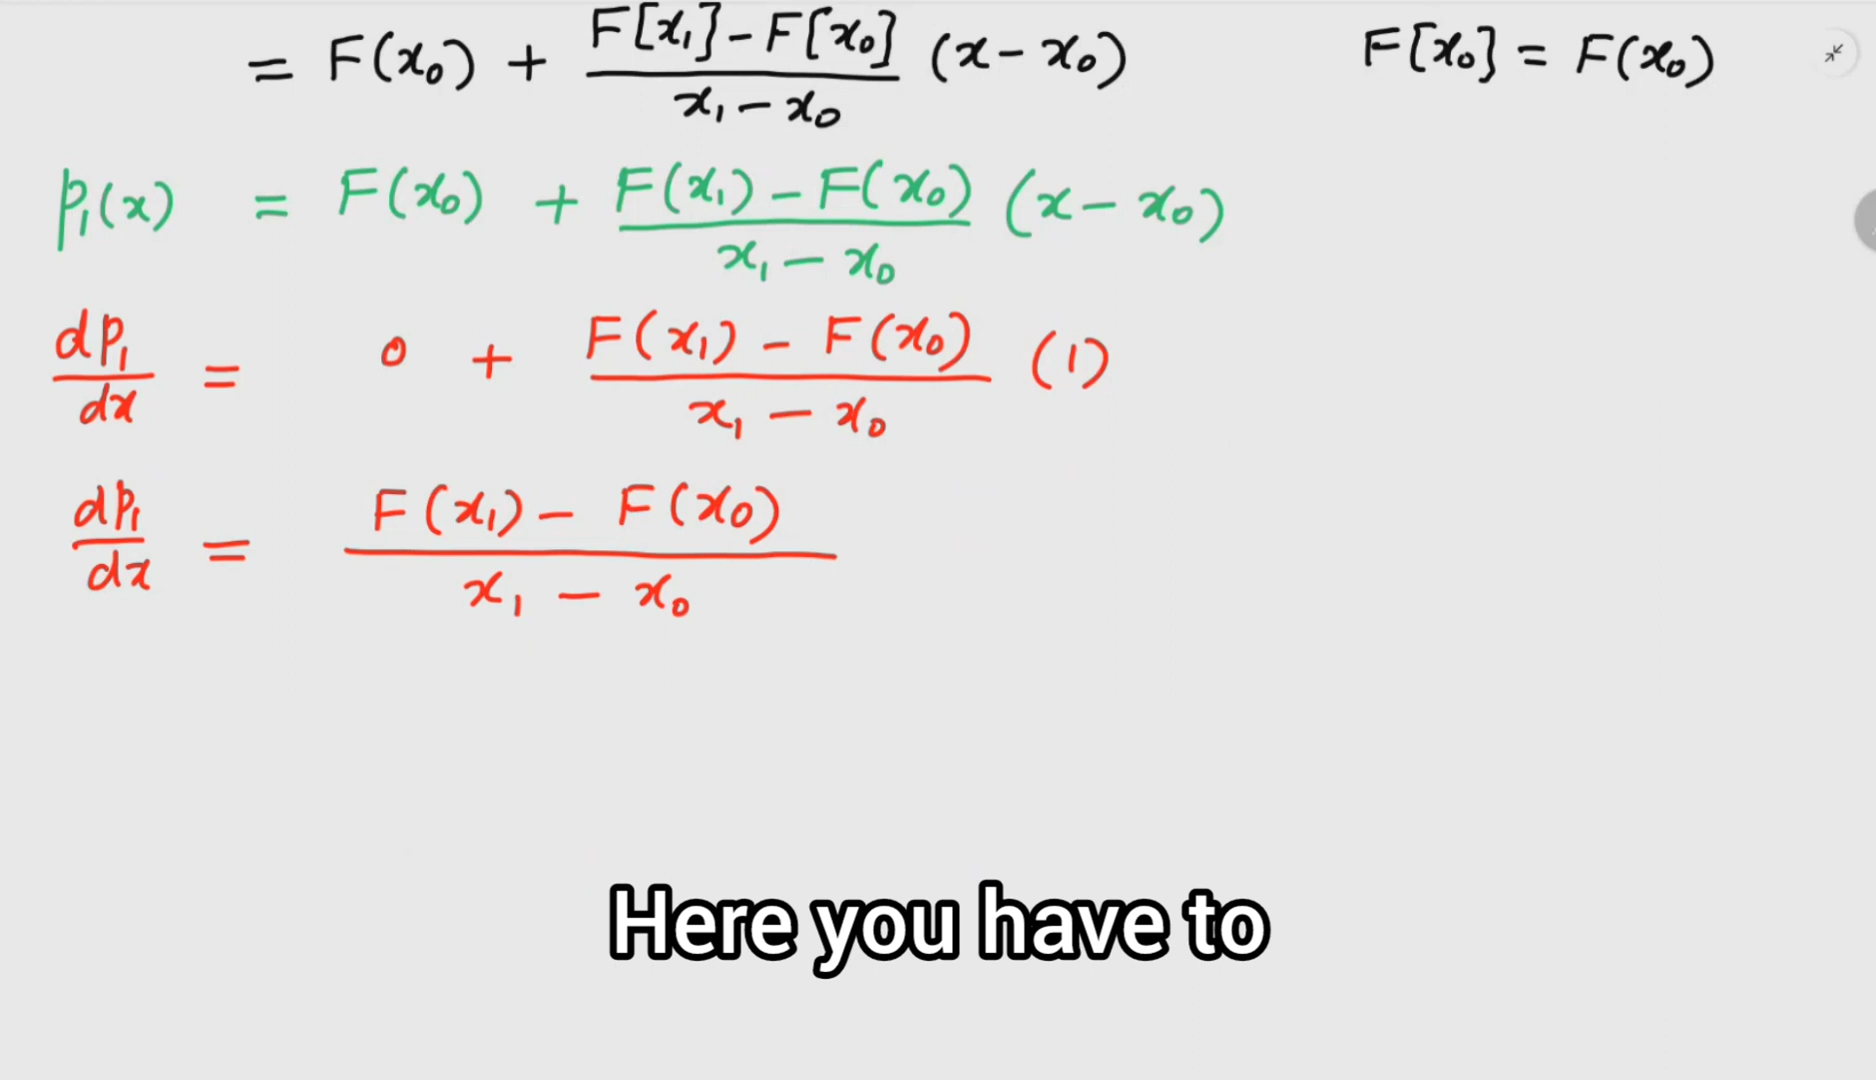 = F(x₀) + F[x₁] - F[x₀] / x₁ - x₀ (x - x₀) F[x₀] = F(x₀)
p₁(x) = F(x₀) + F(x₁) - F(x₀) / x₁ - x₀ (x - x₀)
dp₁/dx = 0 + F(x₁) - F(x₀) / x₁ - x₀ (1)
dp₁/dx = F(x₁) - F(x₀) / x₁ - x₀
Here you have to